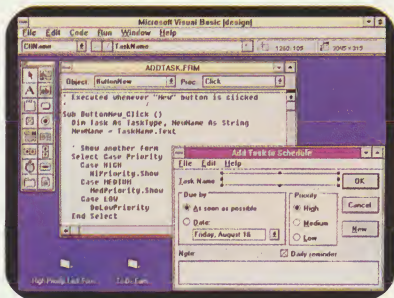 Microsoft Visual Basic [design]
File Edit Code Run Window Help
CtlName TaskName
ADDTASK.FRM
Object: ButtonNew Proc: Click
' Executed whenever "New" button is clicked
Sub ButtonNew_Click ()
Dim Task As TaskType, NewName As String
NewName = TaskName.Text
' Show another form
Select Case Priority
Case HIGH
HiPriority.Show
Case MEDIUM
MedPriority.Show
Case LOW
DoLowPriority
End Select
Add Task to Schedule
File Edit Help
Task Name
OK
Due by
As soon as possible
Date:
Friday, August 16
Priority
High
Medium
Low
Cancel
New
Note
Daily reminder